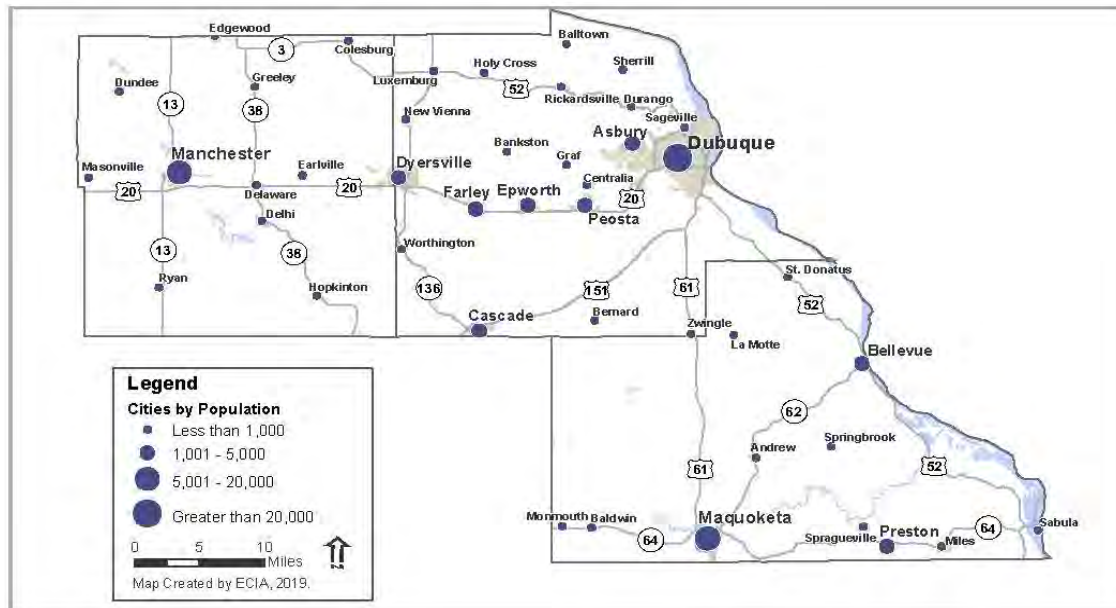 Edgewood
3
Colesburg
Balltown
Dundee
Greeley
Luxemburg
Holy Cross
Sherrill
13
38
52
Rickardsville
Durango
New Vienna
Sageville
Asbury
Dubuque
Bankston
Manchester
Masonville
Earlville
Dyersville
Graf
Centralia
20
Delaware
20
Farley
Epworth
20
Peosta
Delhi
13
38
Worthington
Ryan
Hopkinton
136
151
61
St. Donatus
52
Cascade
Bernard
Zwingle
La Motte
Bellevue
62
Andrew
Springbrook
61
52
Monmouth
Baldwin
64
Maquoketa
Spragueville
Preston
Miles
64
Sabula
Legend
Cities by Population
Less than 1,000
1,001 - 5,000
5,001 - 20,000
Greater than 20,000
0 5 10
Miles
N
Map Created by ECIA, 2019.